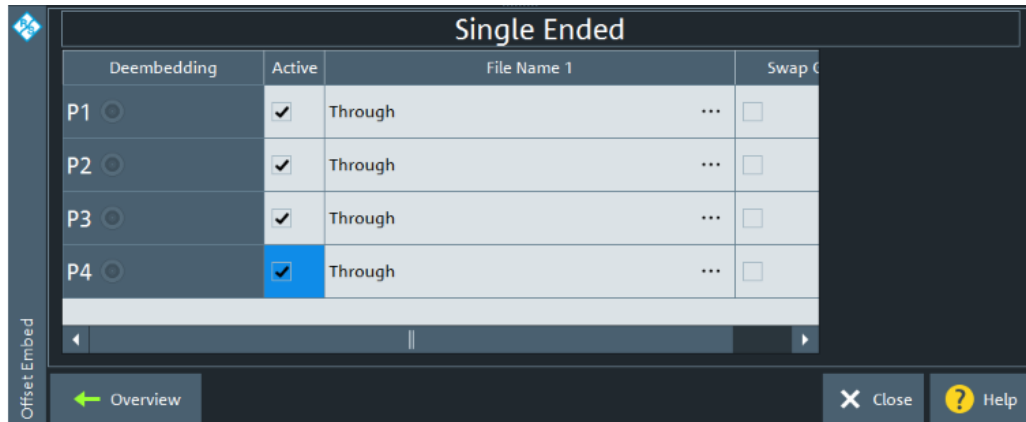 Single Ended
Deembedding Active File Name 1 Swap
P1 Through ...
P2 Through ...
P3 Through ...
P4 Through ...
Offset Embed
Overview Close ? Help